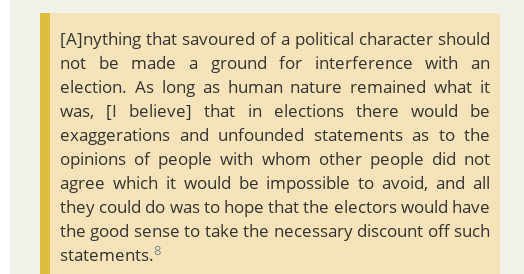 [A]nything that savoured of a political character should
not be made a ground for interference with an
election. As long as human nature remained what it
was, [I believe] that in elections there would be
exaggerations and unfounded statements as to the
opinions of people with whom other people did not
agree which it would be impossible to avoid, and all
they could do was to hope that the electors would have
the good sense to take the necessary discount off such
statements.8